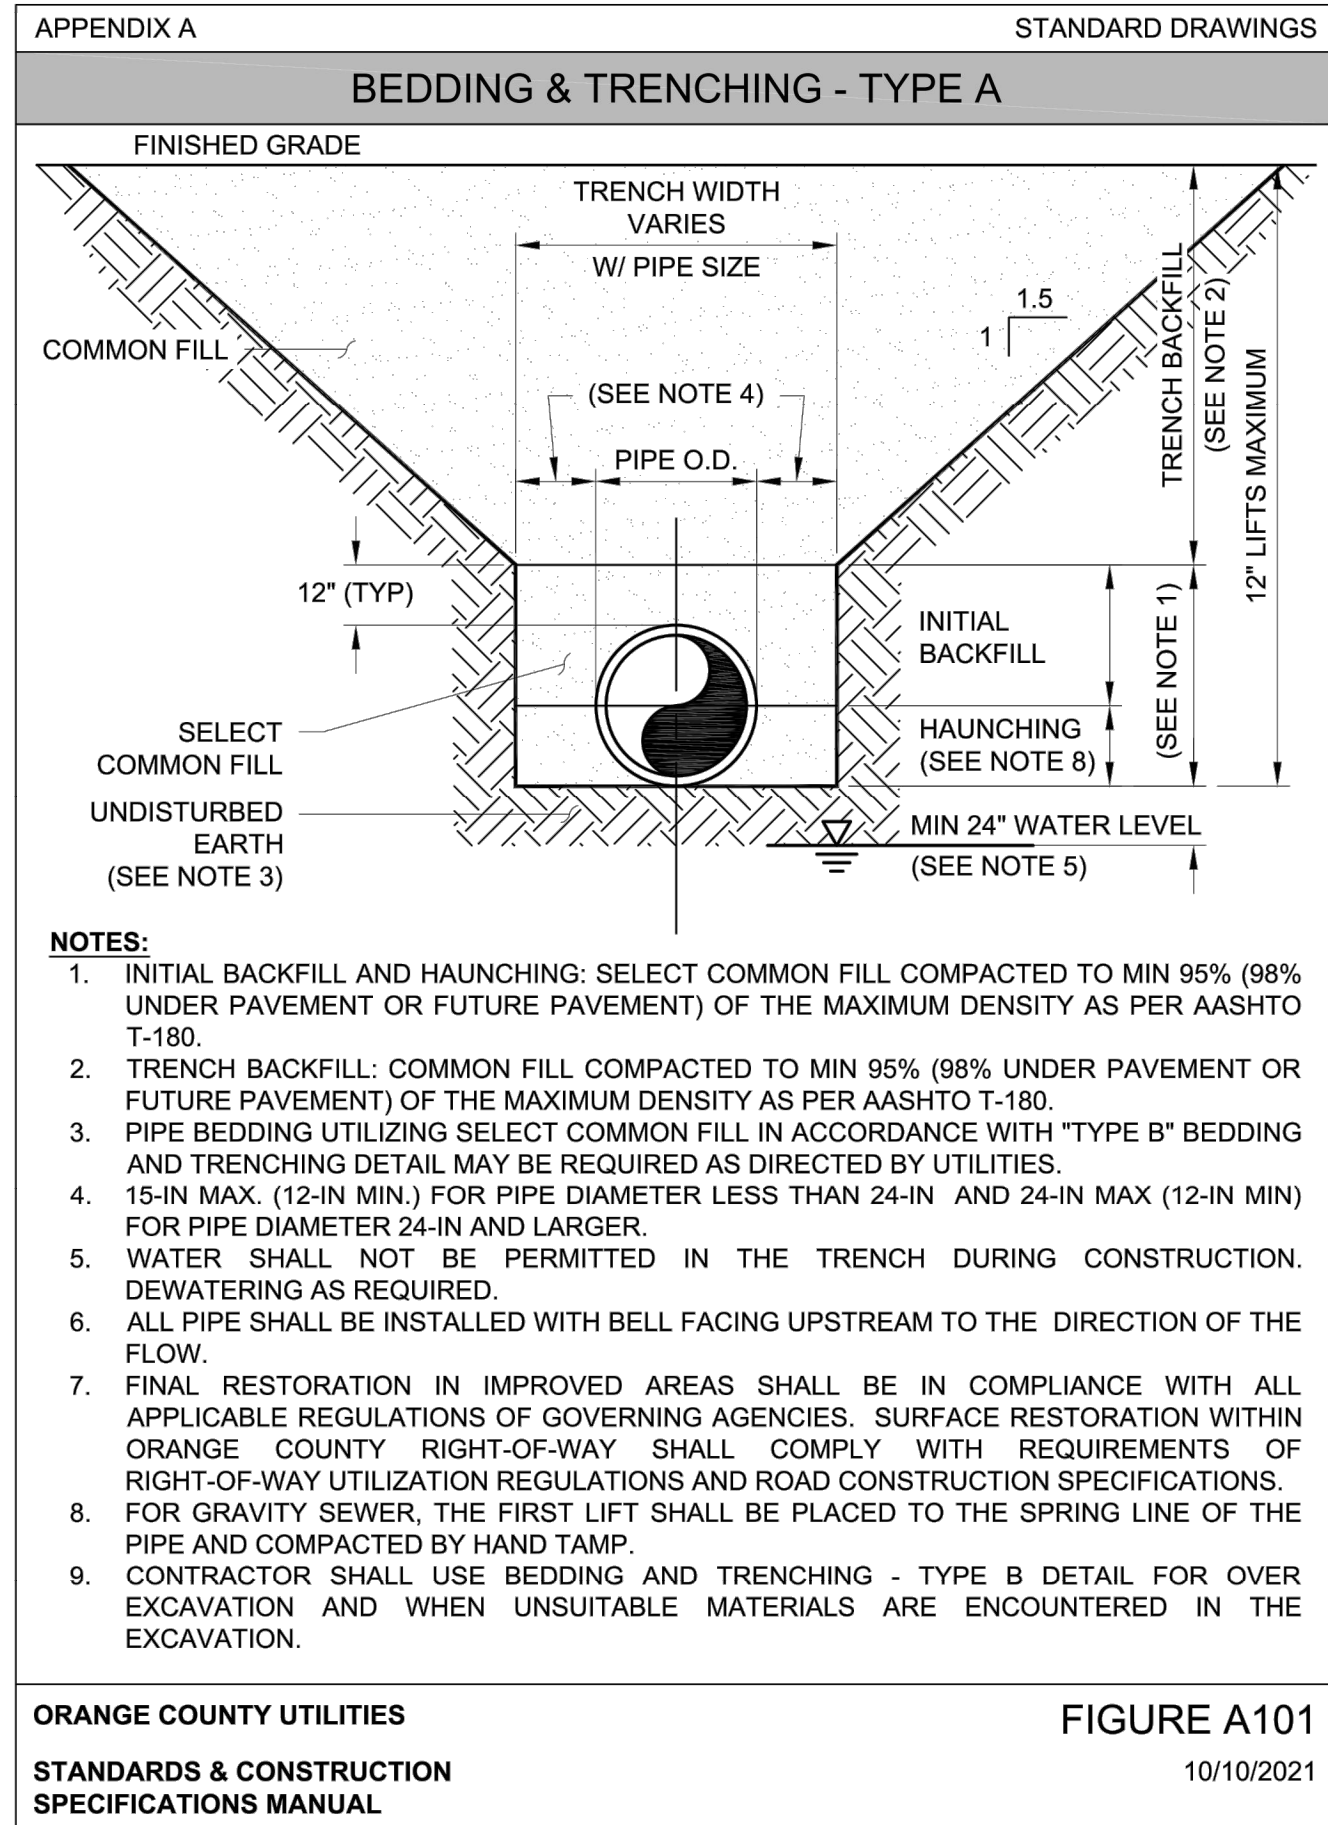 APPENDIX A
STANDARD DRAWINGS
BEDDING & TRENCHING - TYPE A
FINISHED GRADE
TRENCH WIDTH
VARIES
W/ PIPE SIZE
1.5
1
COMMON FILL
(SEE NOTE 4)
PIPE O.D.
TRENCH BACKFILL
(SEE NOTE 2)
12" LIFTS MAXIMUM
12" (TYP)
INITIAL
BACKFILL
(SEE NOTE 1)
SELECT
COMMON FILL
HAUNCHING
(SEE NOTE 8)
UNDISTURBED
EARTH
(SEE NOTE 3)
MIN 24" WATER LEVEL
(SEE NOTE 5)
NOTES:
1. INITIAL BACKFILL AND HAUNCHING: SELECT COMMON FILL COMPACTED TO MIN 95% (98%
UNDER PAVEMENT OR FUTURE PAVEMENT) OF THE MAXIMUM DENSITY AS PER AASHTO
T-180.
2. TRENCH BACKFILL: COMMON FILL COMPACTED TO MIN 95% (98% UNDER PAVEMENT OR
FUTURE PAVEMENT) OF THE MAXIMUM DENSITY AS PER AASHTO T-180.
3. PIPE BEDDING UTILIZING SELECT COMMON FILL IN ACCORDANCE WITH "TYPE B" BEDDING
AND TRENCHING DETAIL MAY BE REQUIRED AS DIRECTED BY UTILITIES.
4. 15-IN MAX. (12-IN MIN.) FOR PIPE DIAMETER LESS THAN 24-IN AND 24-IN MAX (12-IN MIN)
FOR PIPE DIAMETER 24-IN AND LARGER.
5. WATER SHALL NOT BE PERMITTED IN THE TRENCH DURING CONSTRUCTION.
DEWATERING AS REQUIRED.
6. ALL PIPE SHALL BE INSTALLED WITH BELL FACING UPSTREAM TO THE DIRECTION OF THE
FLOW.
7. FINAL RESTORATION IN IMPROVED AREAS SHALL BE IN COMPLIANCE WITH ALL
APPLICABLE REGULATIONS OF GOVERNING AGENCIES. SURFACE RESTORATION WITHIN
ORANGE COUNTY RIGHT-OF-WAY SHALL COMPLY WITH REQUIREMENTS OF
RIGHT-OF-WAY UTILIZATION REGULATIONS AND ROAD CONSTRUCTION SPECIFICATIONS.
8. FOR GRAVITY SEWER, THE FIRST LIFT SHALL BE PLACED TO THE SPRING LINE OF THE
PIPE AND COMPACTED BY HAND TAMP.
9. CONTRACTOR SHALL USE BEDDING AND TRENCHING - TYPE B DETAIL FOR OVER
EXCAVATION AND WHEN UNSUITABLE MATERIALS ARE ENCOUNTERED IN THE
EXCAVATION.
ORANGE COUNTY UTILITIES
FIGURE A101
STANDARDS & CONSTRUCTION
SPECIFICATIONS MANUAL
10/10/2021